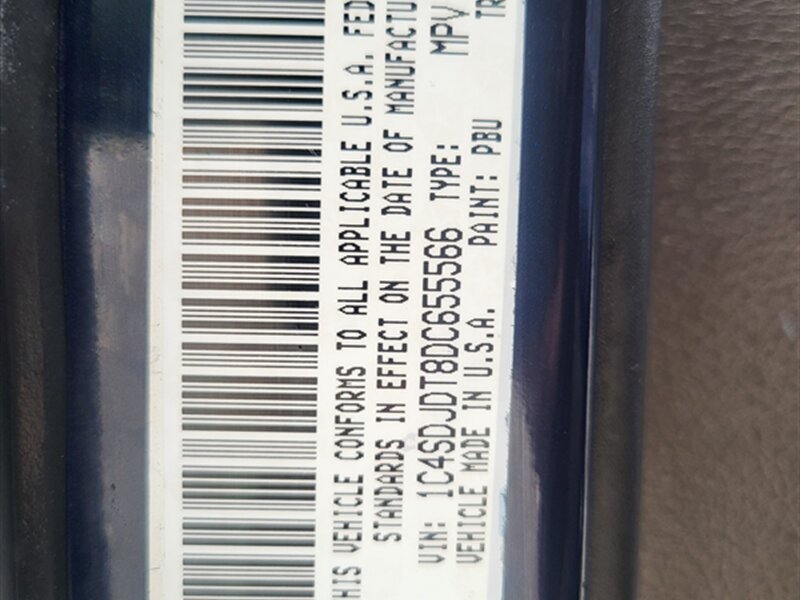 HIS VEHICLE CONFORMS TO ALL APPLICABLE U.S.A. FED
STANDARDS IN EFFECT ON THE DATE OF MANUFACTU
VIN: 1C4SDJDT8DC655566 TYPE: MPV
VEHICLE MADE IN U.S.A. PAINT: PBU TR